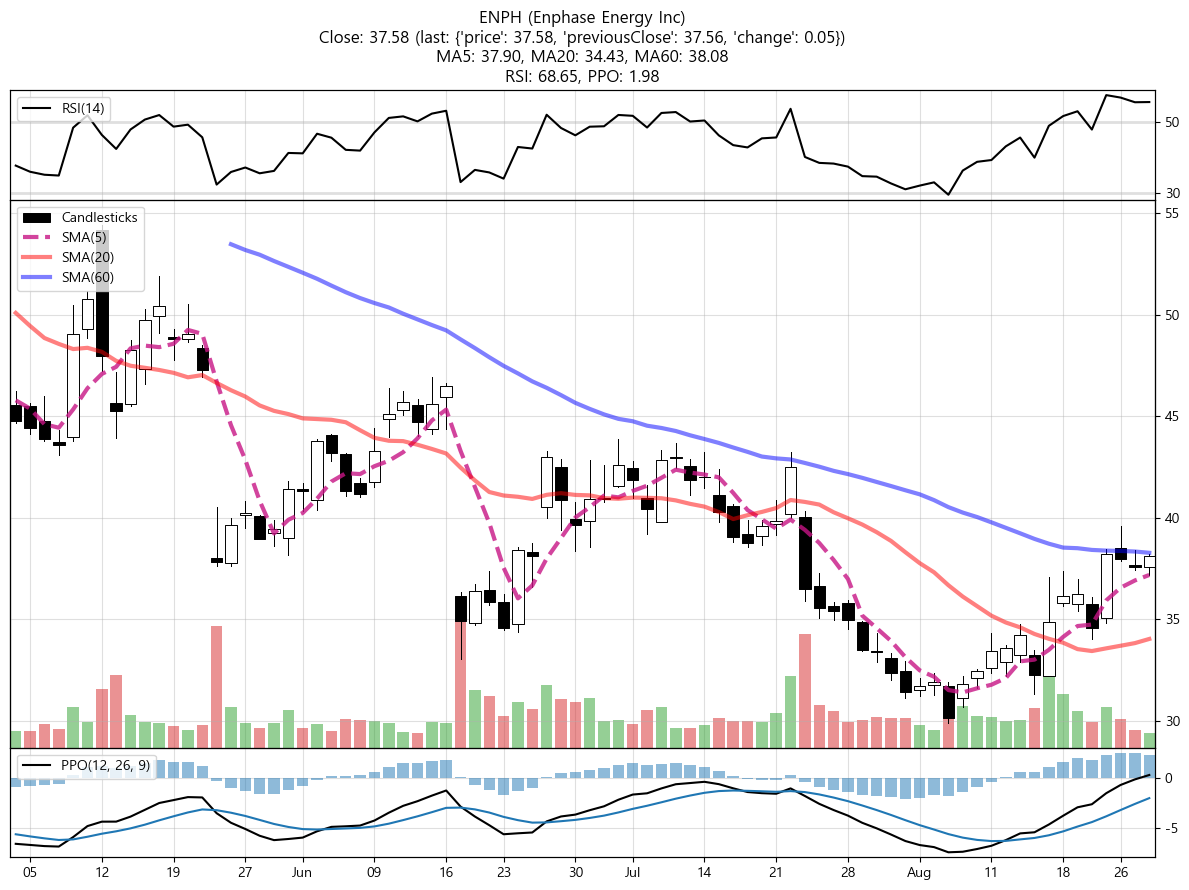 ENPH (Enphase Energy Inc)
Close: 37.58 (last: {'price': 37.58, 'previousClose': 37.56, 'change': 0.05})
MA5: 37.90, MA20: 34.43, MA60: 38.08
RSI: 68.65, PPO: 1.98
RSI(14)
50
30
Candlesticks
SMA(5)
SMA(20)
SMA(60)
55
50
45
40
35
30
PPO(12, 26, 9)
0
-5
05 12 19 27 Jun 09 16 23 30 Jul 14 21 28 Aug 11 18 26